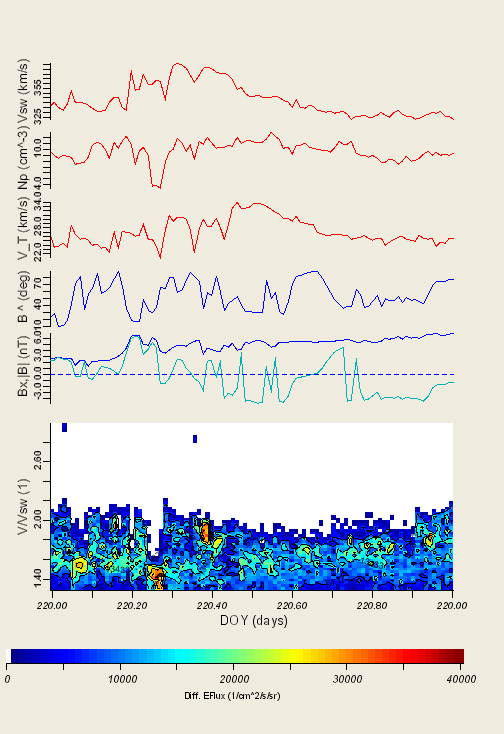 Vsw (km/s)
355
325
Np (cm^-3)
10.0
4.0
V_T (km/s)
34.0
28.0
22.0
B ^ (deg)
70
40
10
Bx,|B| (nT)
6.0
3.0
0.0
-3.0
V/Vsw (1)
2.60
2.00
1.40
220.00 220.20 220.40 220.60 220.80 220.00
DOY (days)
0 10000 20000 30000 40000
Diff. EFlux (1/cm^2/s/sr)